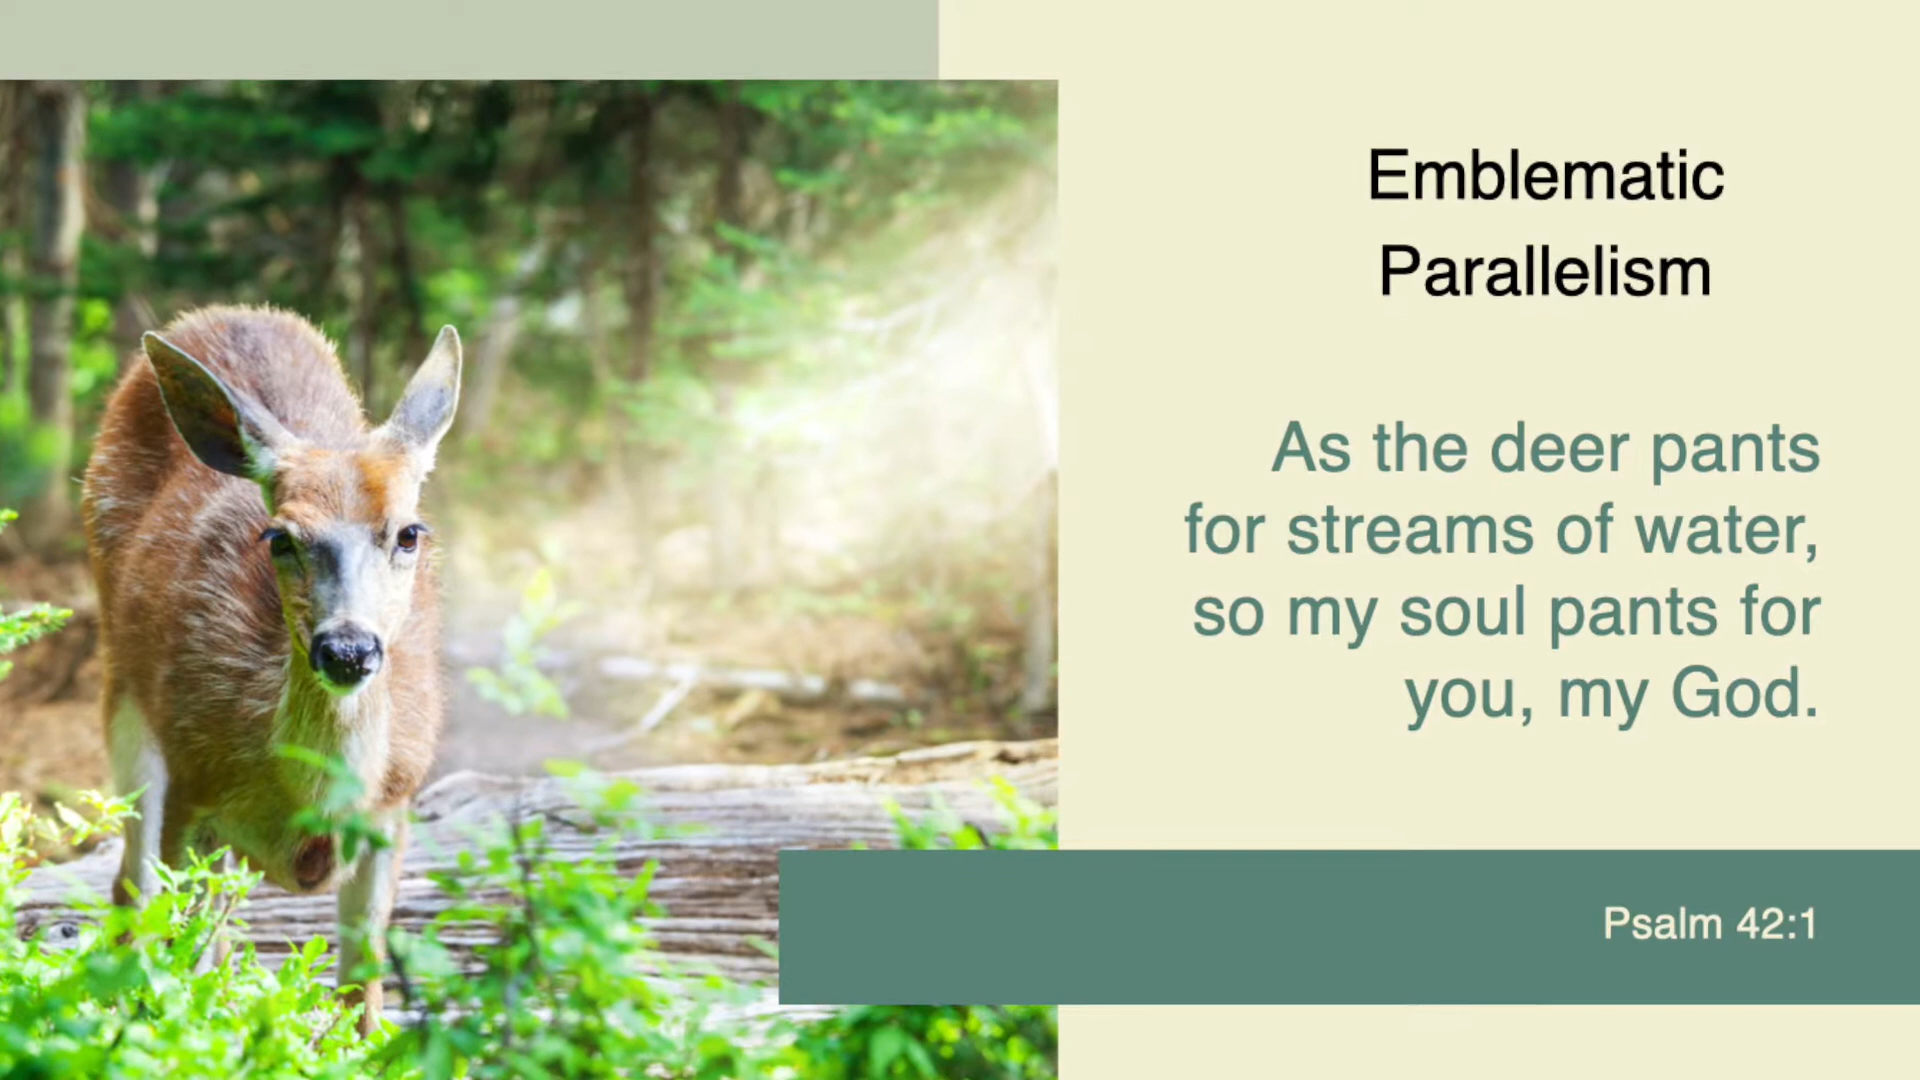 Emblematic
Parallelism
As the deer pants
for streams of water,
so my soul pants for
you, my God.
Psalm 42:1